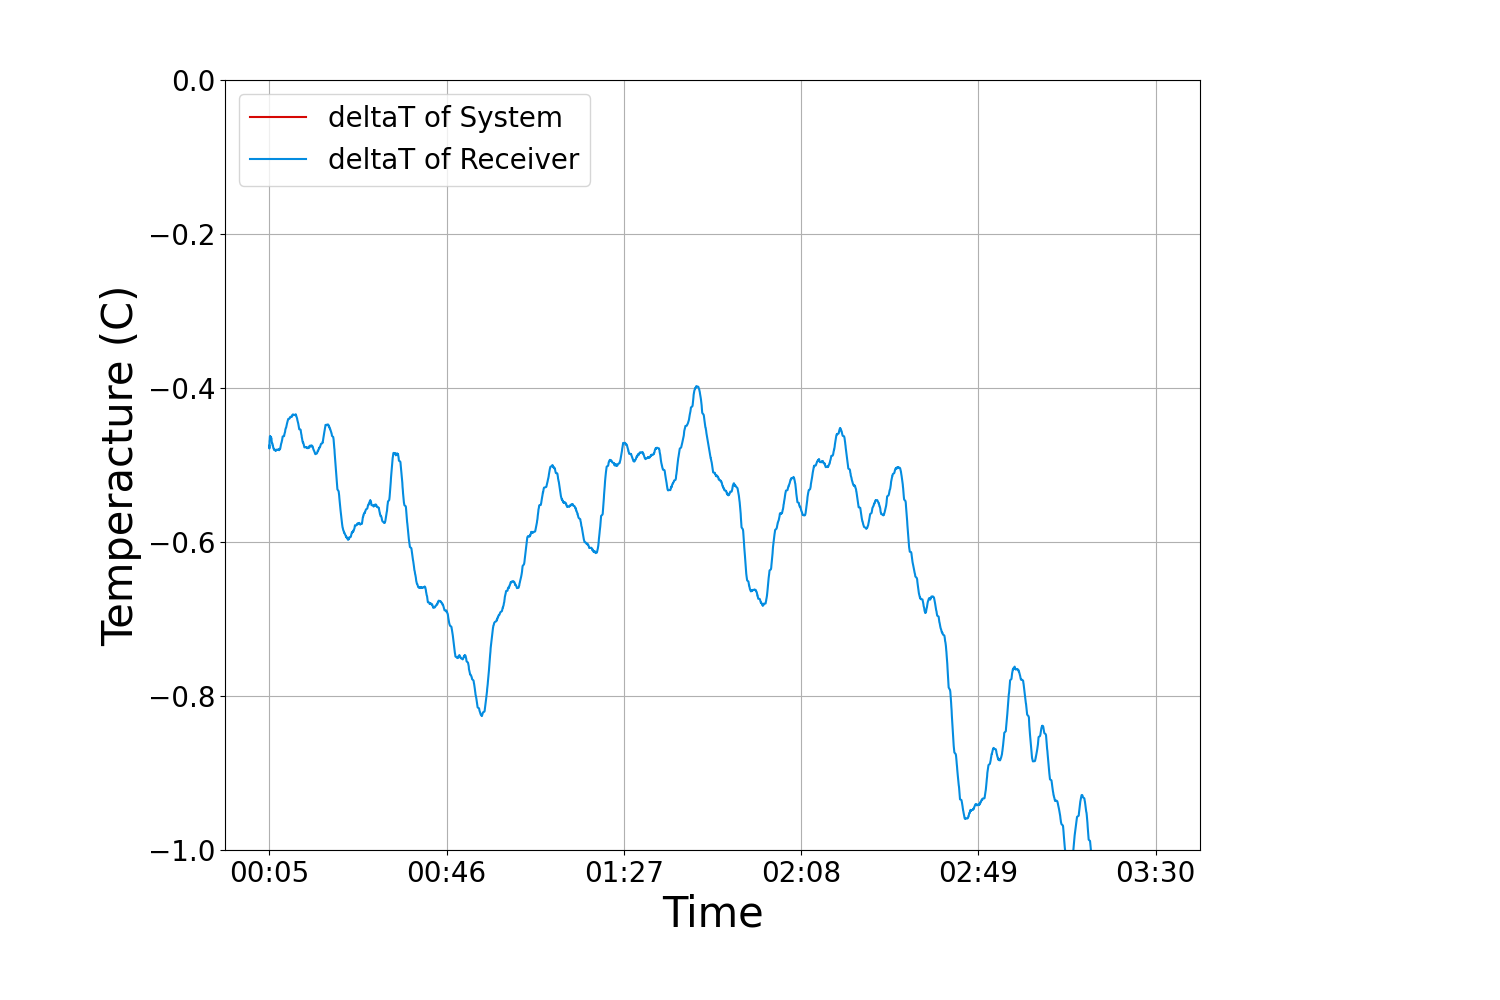 deltaT of System
deltaT of Receiver
0.0
−0.2
−0.4
−0.6
−0.8
−1.0
Temperacture (C)
00:05 00:46 01:27 02:08 02:49 03:30
Time